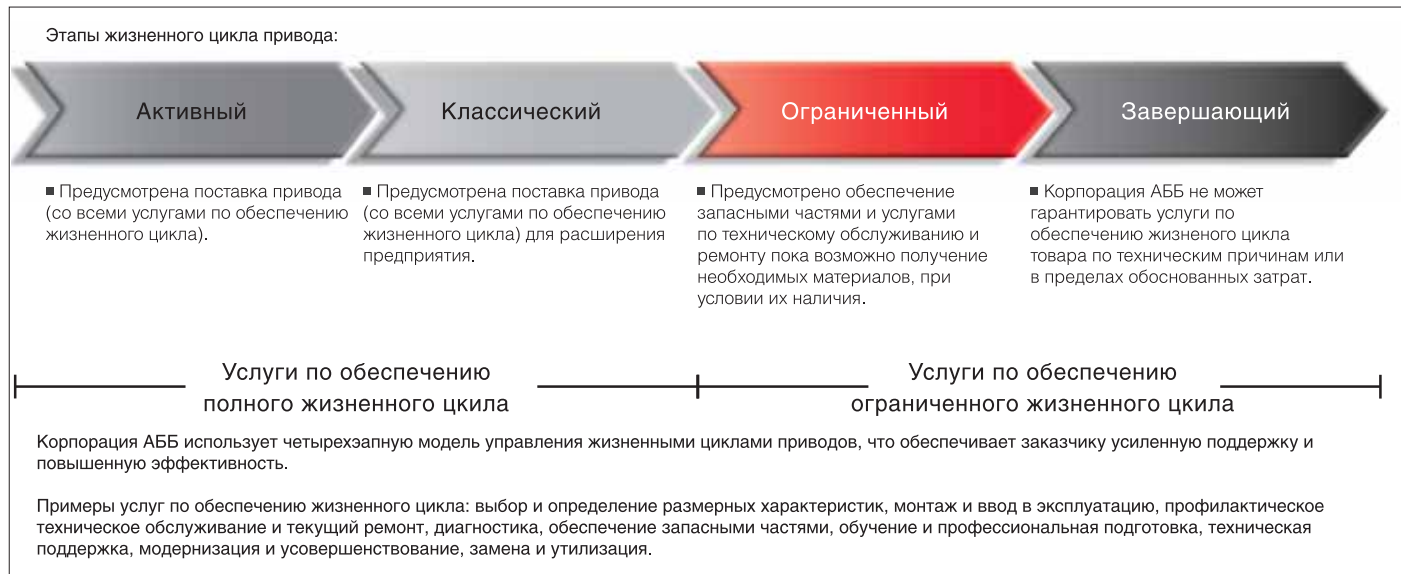 Этапы жизненного цикла привода:
Активный
Классический
Ограниченный
Завершающий
■ Предусмотрена поставка привода
(со всеми услугами по обеспечению
жизненного цикла).
■ Предусмотрена поставка привода
(со всеми услугами по обеспечению
жизненного цикла) для расширения
предприятия.
■ Предусмотрено обеспечение
запасными частями и услугами
по техническому обслуживанию и
ремонту пока возможно получение
необходимых материалов, при
условии их наличия.
■ Корпорация АББ не может
гарантировать услуги по
обеспечению жизненого цикла
товара по техническим причинам или
в пределах обоснованных затрат.
Услуги по обеспечению
полного жизненного цкила
Услуги по обеспечению
ограниченного жизненного цкила
Корпорация АББ использует четырехэапную модель управления жизненными циклами приводов, что обеспечивает заказчику усиленную поддержку и
повышенную эффективность.
Примеры услуг по обеспечению жизненного цикла: выбор и определение размерных характеристик, монтаж и ввод в эксплуатацию, профилактическое
техническое обслуживание и текущий ремонт, диагностика, обеспечение запасными частями, обучение и профессиональная подготовка, техническая
поддержка, модернизация и усовершенствование, замена и утилизация.